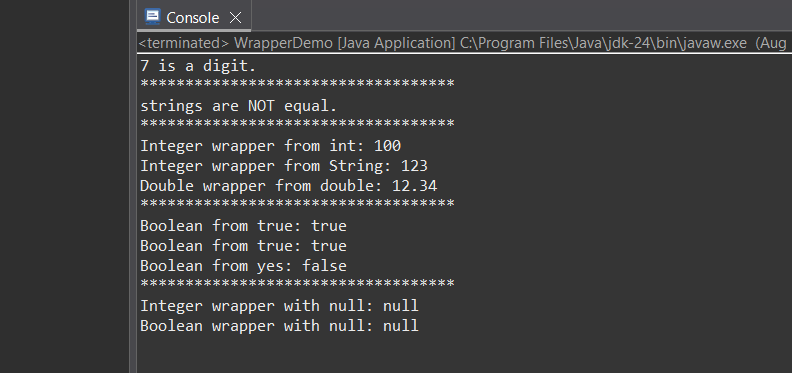 Console
<terminated> WrapperDemo [Java Application] C:\Program Files\Java\jdk-24\bin\javaw.exe (Aug
7 is a digit.
***********************************
strings are NOT equal.
***********************************
Integer wrapper from int: 100
Integer wrapper from String: 123
Double wrapper from double: 12.34
***********************************
Boolean from true: true
Boolean from true: true
Boolean from yes: false
***********************************
Integer wrapper with null: null
Boolean wrapper with null: null